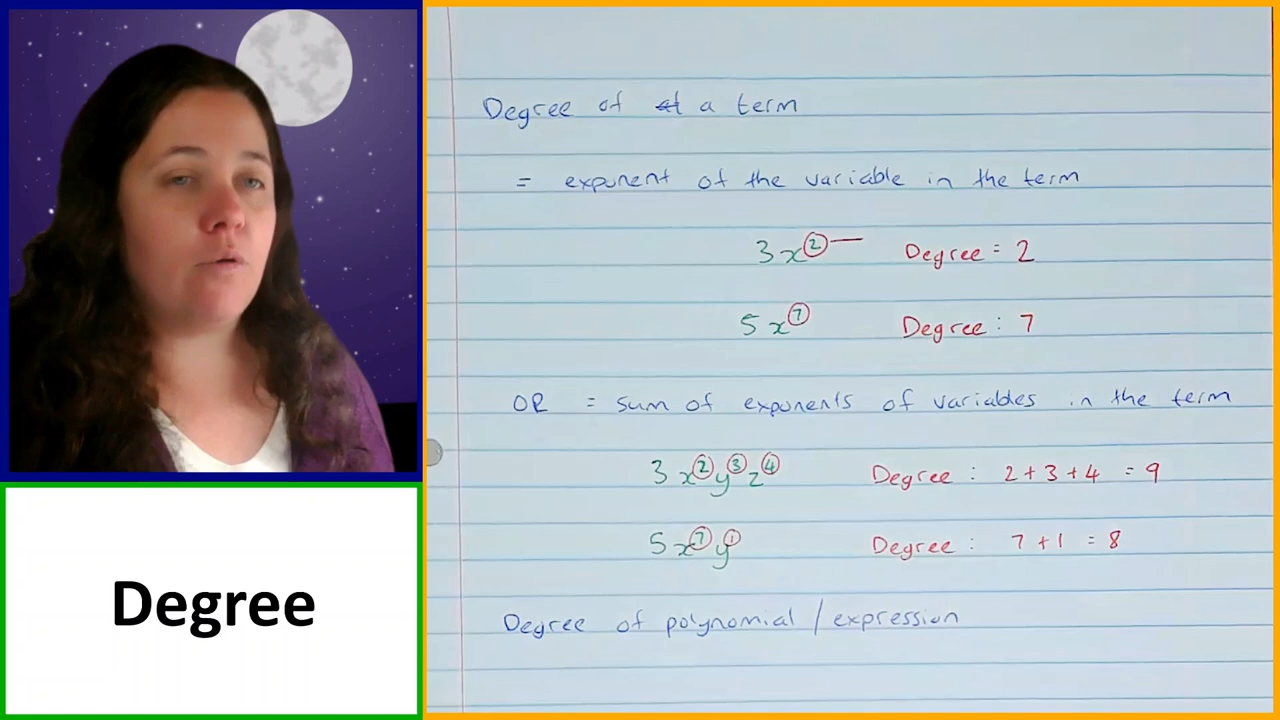 Degree of a term
= exponent of the variable in the term
3x² Degree = 2
5x⁷ Degree : 7
OR = sum of exponents of variables in the term
3x²y³z⁴ Degree : 2+3+4 = 9
5x⁷y¹ Degree : 7+1 = 8
Degree of polynomial / expression
Degree